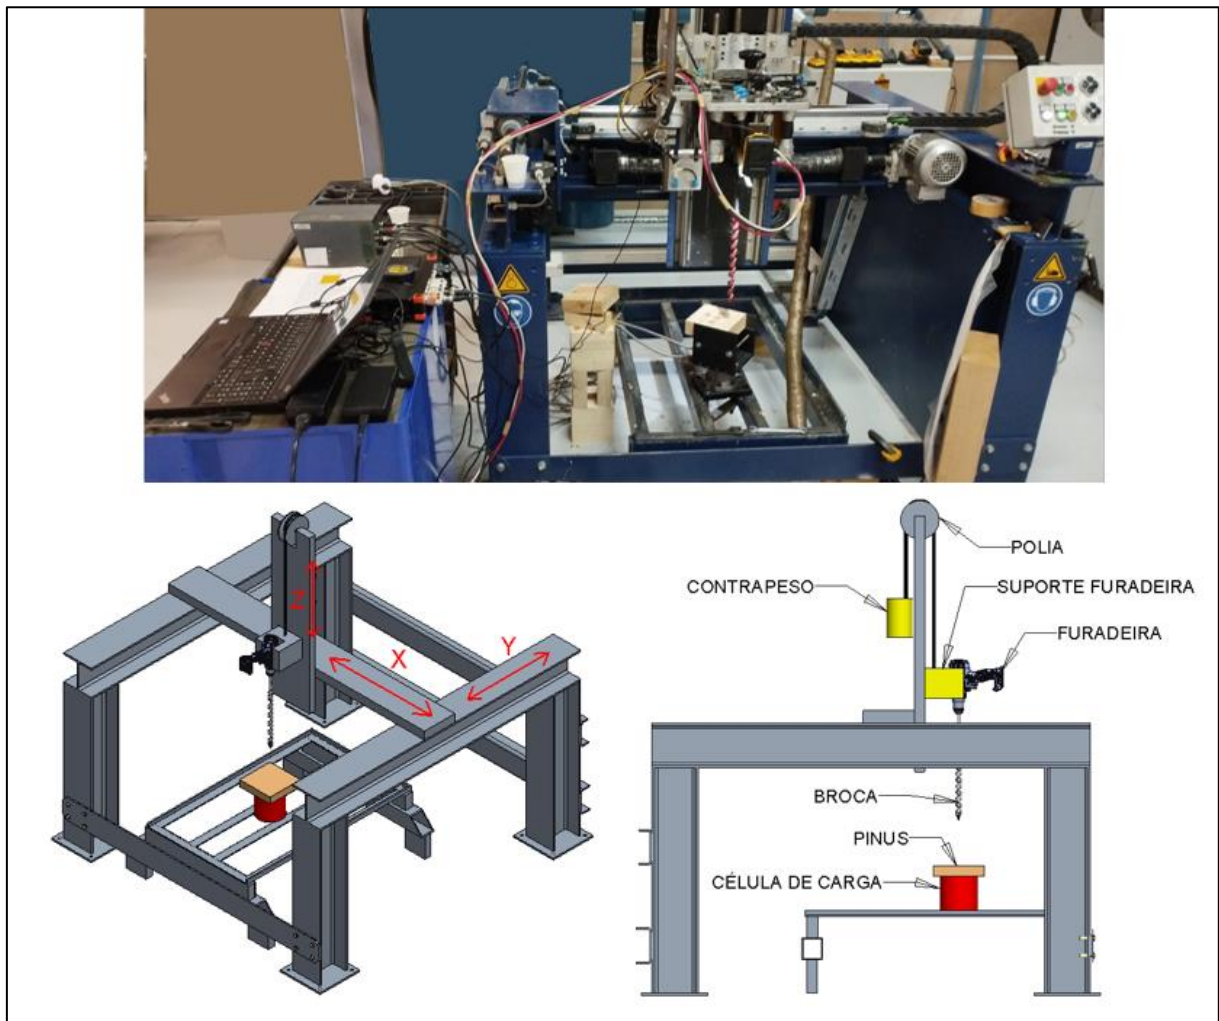 Z
X
Y
POLIA
CONTRAPESO
SUPORTE FURADEIRA
FURADEIRA
BROCA
PINUS
CÉLULA DE CARGA